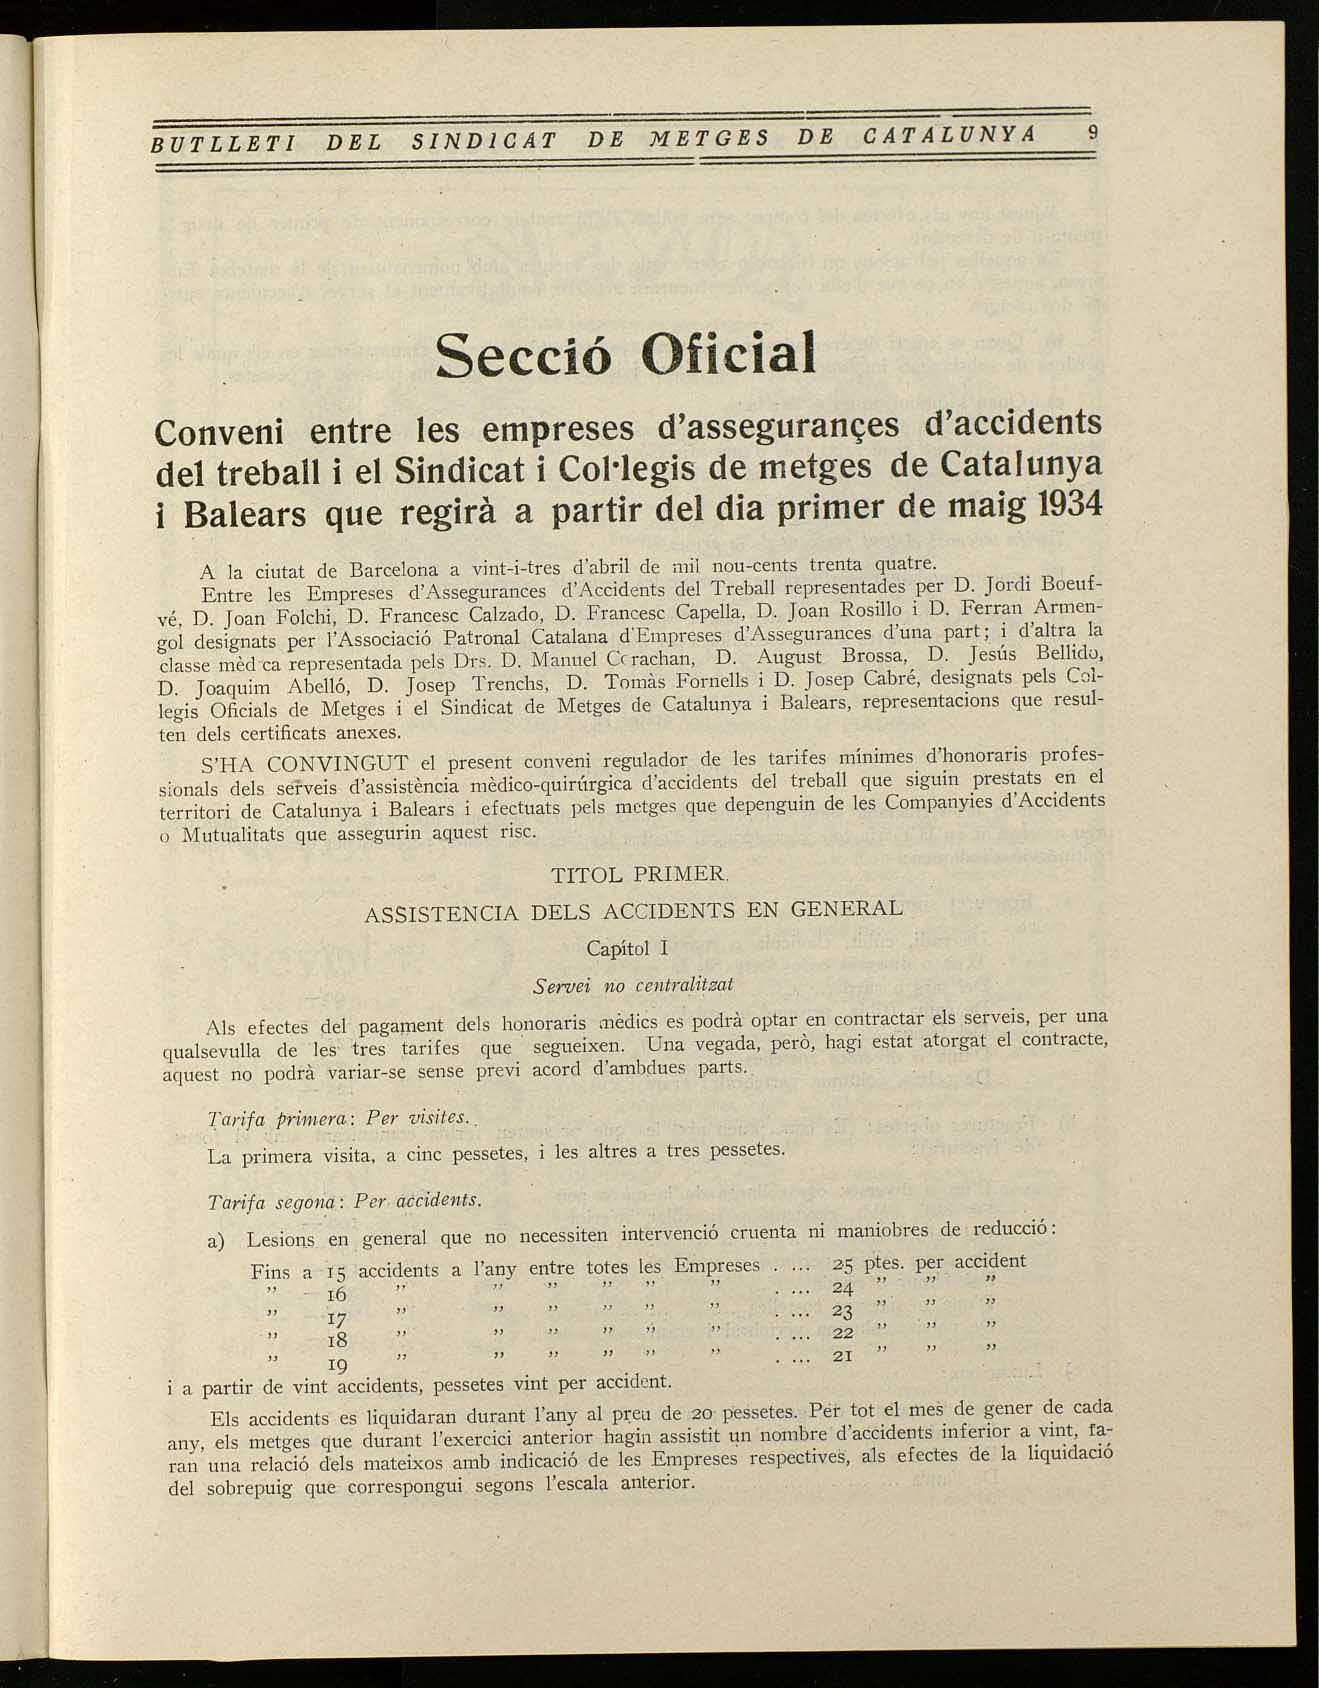 BUTLLETI DEL SINDICAT DE METGES DE CATALUNYA 9
Secció Oficial
Conveni entre les empreses d'assegurançes d'accidents
del treball i el Sindicat i Col·legis de metges de Catalunya
i Balears que regirà a partir del dia primer de maig 1934
A la ciutat de Barcelona a vint-i-tres d'abril de mil nou-cents trenta quatre.
Entre les Empreses d'Assegurances d'Accidents del Treball representades per D. Jordi Boeuf-
vé, D. Joan Folchi, D. Francesc Calzado, D. Francesc Capella, D. Joan Rosillo i D. Ferran Armen-
gol designats per l'Associació Patronal Catalana d'Empreses d'Assegurances d'una part; i d'altra la
classe mèd ca representada pels Drs. D. Manuel Corachan, D. August Brossa, D. Jesús Bellido,
D. Joaquim Abelló, D. Josep Trenchs, D. Tomàs Fornells i D. Josep Cabré, designats pels Col-
legis Oficials de Metges i el Sindicat de Metges de Catalunya i Balears, representacions que resul-
ten dels certificats anexes.
S'HA CONVINGUT el present conveni regulador de les tarifes mínimes d'honoraris profes-
sionals dels serveis d'assistència mèdico-quirúrgica d'accidents del treball que siguin prestats en el
territori de Catalunya i Balears i efectuats pels metges que depenguin de les Companyies d'Accidents
o Mutualitats que assegurin aquest risc.
TITOL PRIMER
ASSISTENCIA DELS ACCIDENTS EN GENERAL
Capítol I
Servei no centralitzat
Als efectes del pagament dels honoraris mèdics es podrà optar en contractar els serveis, per una
qualsevulla de les tres tarifes que segueixen. Una vegada, però, hagi estat atorgat el contracte,
aquest no podrà variar-se sense previ acord d'ambdues parts.
Tarifa primera: Per visites.
La primera visita, a cinc pessetes, i les altres a tres pessetes.
Tarifa segona: Per accidents.
a) Lesions en general que no necessiten intervenció cruenta ni maniobres de reducció:
Fins a 15 accidents a l'any entre totes les Empreses . ... 25 ptes. per accident
" 16 " " " " " " . ... 24 " " "
" 17 " " " " " " . ... 23 " " "
" 18 " " " " " " . ... 22 " " "
" 19 " " " " " " . ... 21 " " "
i a partir de vint accidents, pessetes vint per accident.
Els accidents es liquidaran durant l'any al preu de 20 pessetes. Per tot el mes de gener de cada
any, els metges que durant l'exercici anterior hagin assistit un nombre d'accidents inferior a vint, fa-
ran una relació dels mateixos amb indicació de les Empreses respectives, als efectes de la liquidació
del sobrepuig que correspongui segons l'escala anterior.